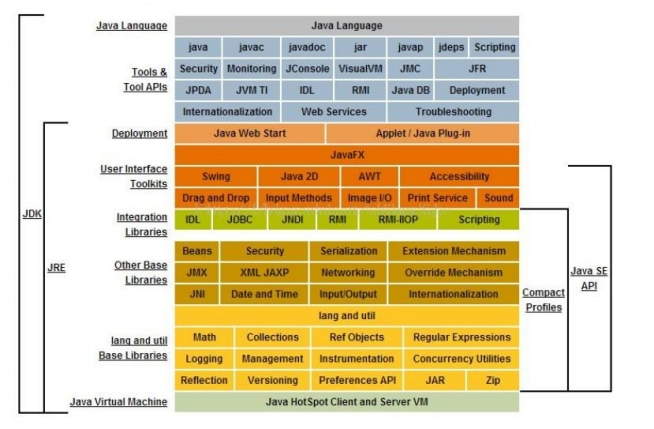 Java Language Java Language
java javac javadoc jar javap jdeps Scripting
Tools & Security Monitoring JConsole VisualVM JMC JFR
Tool APIs JPDA JVM TI IDL RMI Java DB Deployment
Internationalization Web Services Troubleshooting
Deployment Java Web Start Applet / Java Plug-in
JavaFX
User Interface
Toolkits
Swing Java 2D AWT Accessibility
Drag and Drop Input Methods Image I/O Print Service Sound
Integration
Libraries
IDL JDBC JNDI RMI RMI-IIOP Scripting
JDK
JRE
Beans Security Serialization Extension Mechanism
Other Base
Libraries
JMX XML JAXP Networking Override Mechanism
JNI Date and Time Input/Output Internationalization
Java SE
API
Compact
Profiles
lang and util
lang and util
Base Libraries
Math Collections Ref Objects Regular Expressions
Logging Management Instrumentation Concurrency Utilities
Reflection Versioning Preferences API JAR Zip
Java Virtual Machine Java HotSpot Client and Server VM